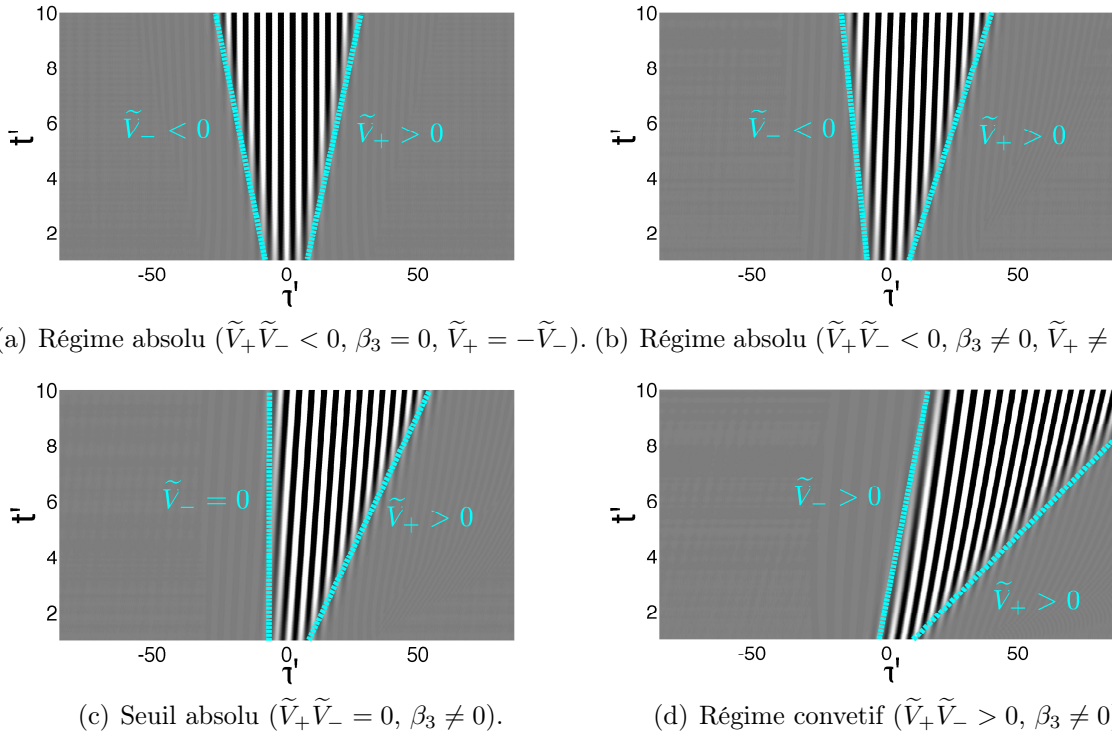 10
8
6
4
2
t'
-50
0
50
τ'
Ṽ₋ < 0
Ṽ₊ > 0
10
8
6
4
2
t'
-50
0
50
τ'
Ṽ₋ < 0
Ṽ₊ > 0
a) Régime absolu (Ṽ₊Ṽ₋ < 0, β₃ = 0, Ṽ₊ = −Ṽ₋).
(b) Régime absolu (Ṽ₊Ṽ₋ < 0, β₃ ≠ 0, Ṽ₊ ≠
10
8
6
4
2
t'
-50
0
50
τ'
Ṽ₋ = 0
Ṽ₊ > 0
10
8
6
4
2
t'
-50
0
50
τ'
Ṽ₋ > 0
Ṽ₊ > 0
(c) Seuil absolu (Ṽ₊Ṽ₋ = 0, β₃ ≠ 0).
(d) Régime convetif (Ṽ₊Ṽ₋ > 0, β₃ ≠ 0